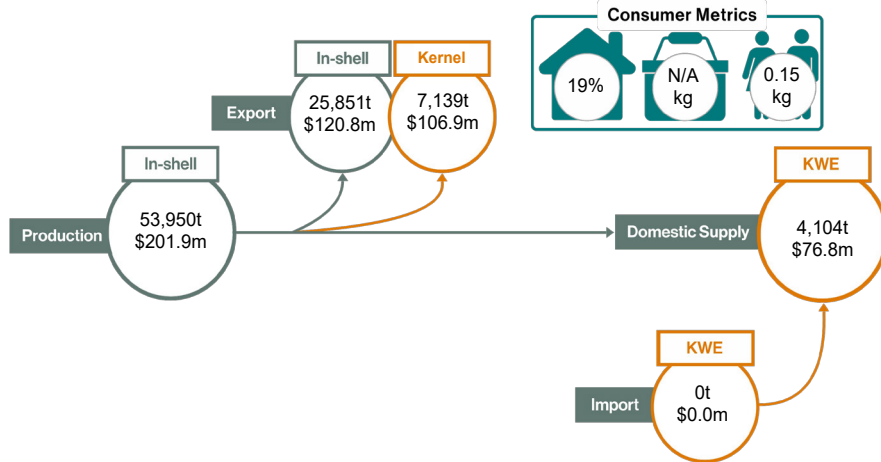 Consumer Metrics
19%
N/A
kg
0.15
kg
In-shell
Kernel
Export
25,851t
$120.8m
7,139t
$106.9m
In-shell
Production
53,950t
$201.9m
KWE
Domestic Supply
4,104t
$76.8m
KWE
Import
0t
$0.0m